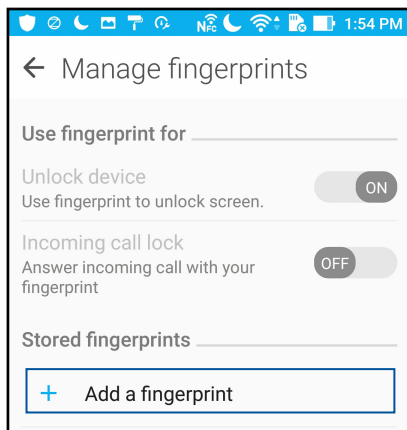 NFC 1:54 PM
Manage fingerprints
Use fingerprint for
Unlock device
ON
Use fingerprint to unlock screen.
Incoming call lock
OFF
Answer incoming call with your
fingerprint
Stored fingerprints
+ Add a fingerprint